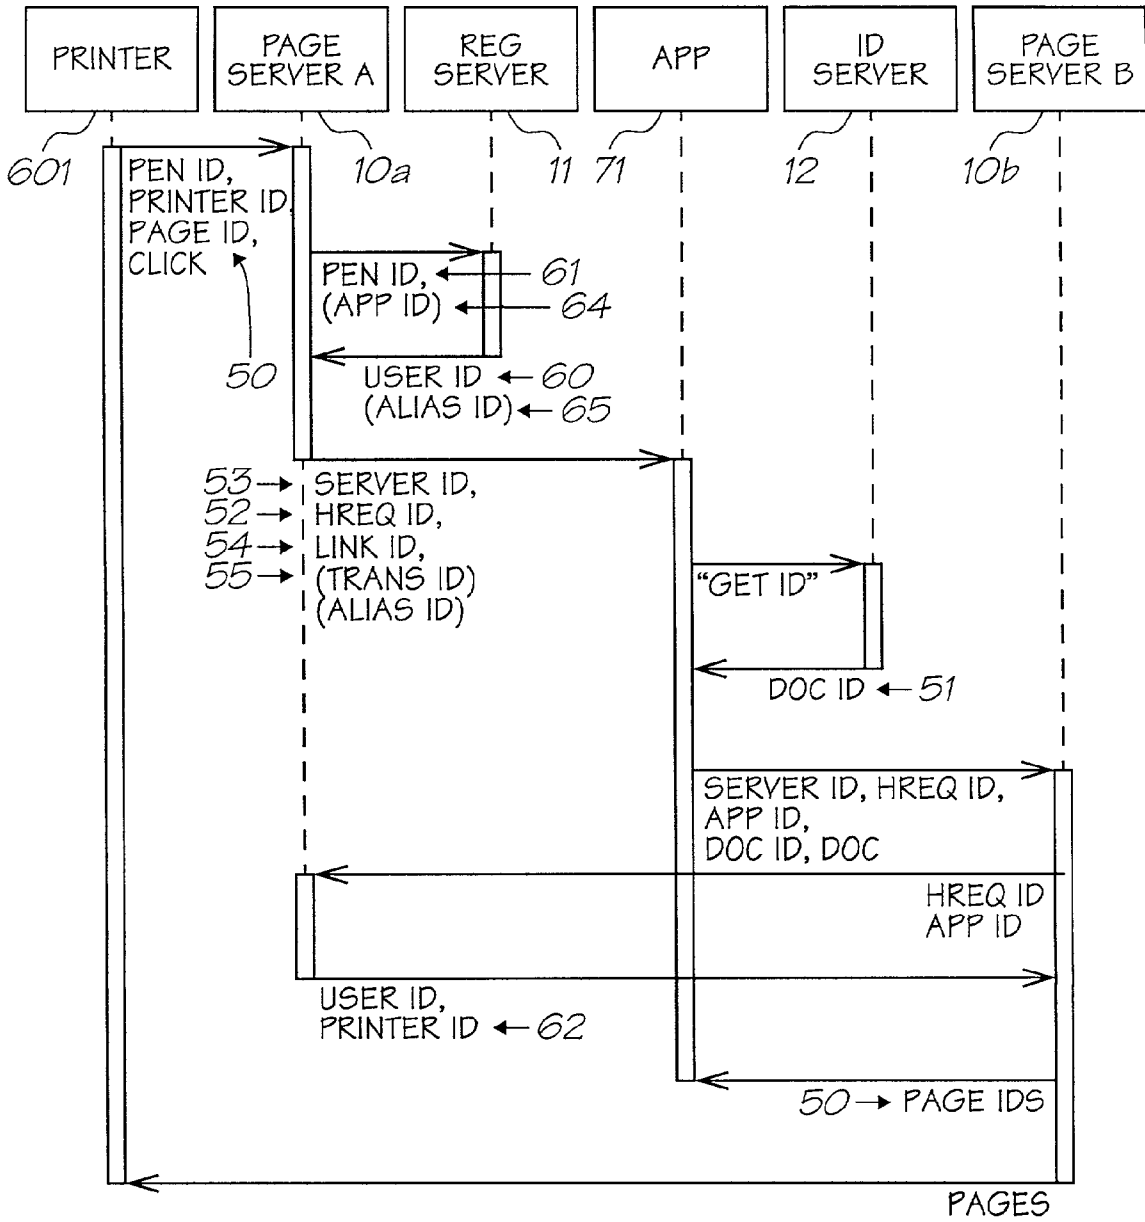 PRINTER
PAGE
SERVER A
REG
SERVER
APP
ID
SERVER
PAGE
SERVER B
601
10a
11
71
12
10b
PEN ID,
PRINTER ID
PAGE ID,
CLICK
50
PEN ID, 61
(APP ID) 64
USER ID 60
(ALIAS ID) 65
53 SERVER ID,
52 HREQ ID,
54 LINK ID,
55 (TRANS ID)
(ALIAS ID)
"GET ID"
DOC ID 51
SERVER ID, HREQ ID,
APP ID,
DOC ID, DOC
HREQ ID
APP ID
USER ID,
PRINTER ID 62
50 PAGE IDS
PAGES